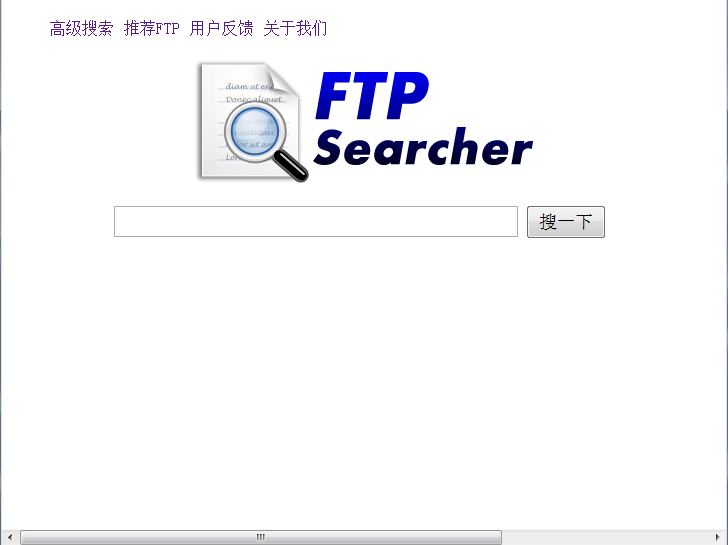 高级搜索 推荐FTP 用户反馈 关于我们
diam ut en
Donec aliquet
FTP
Searcher
搜一下